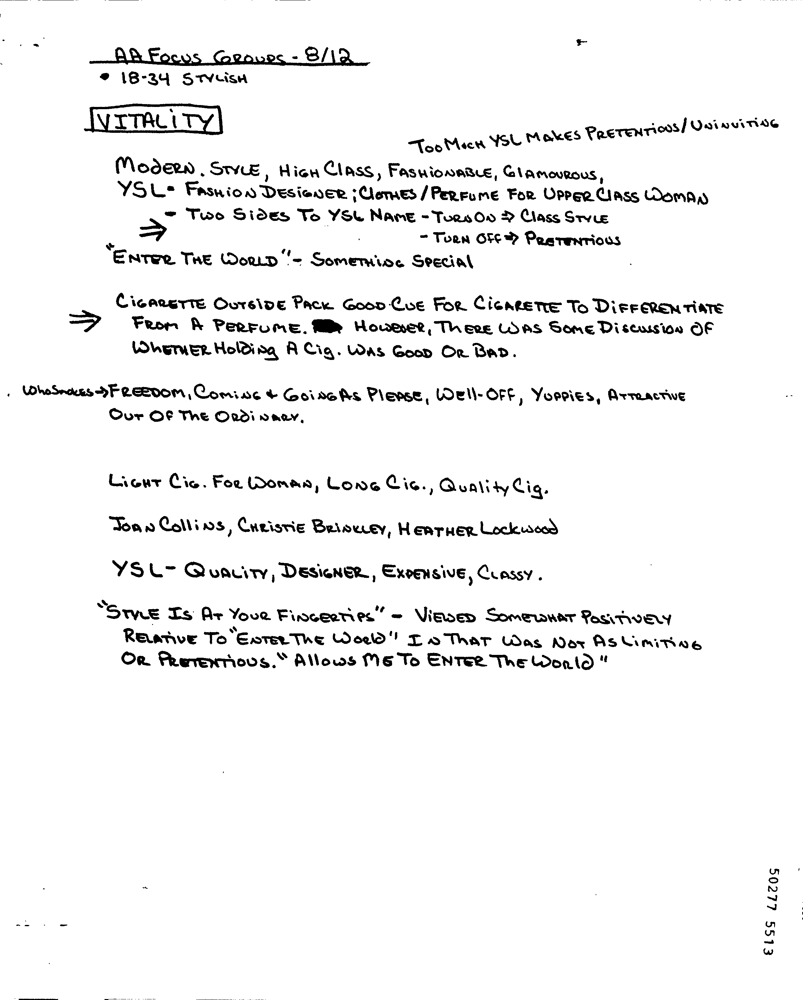 AA FOCUS GROUPS - 8/12
• 18-34 STYLISH
VITALITY
TOO MUCH YSL MAKES PRETENTIOUS/UNINVITING
MODERN. STYLE, HIGH CLASS, FASHIONABLE, GLAMOUROUS,
YSL - FASHION DESIGNER; CLOTHES/PERFUME FOR UPPER CLASS WOMAN
- TWO SIDES TO YSL NAME - TURN ON ⇒ CLASS STYLE
⇒ - TURN OFF ⇒ PRETENTIOUS
"ENTER THE WORLD" - SOMETHING SPECIAL
CIGARETTE OUTSIDE PACK GOOD CUE FOR CIGARETTE TO DIFFERENTIATE
⇒ FROM A PERFUME. HOWEVER, THERE WAS SOME DISCUSSION OF
WHETHER HOLDING A CIG. WAS GOOD OR BAD.
WHO SMOKES → FREEDOM, COMING + GOING AS PLEASE, WELL-OFF, YUPPIES, ATTRACTIVE
OUT OF THE ORDINARY.
LIGHT CIG. FOR WOMAN, LONG CIG., QUALITY CIG.
JOAN COLLINS, CHRISTIE BRINKLEY, HEATHER LOCKWOOD
YSL - QUALITY, DESIGNER, EXPENSIVE, CLASSY.
"STYLE IS AT YOUR FINGERTIPS" - VIEWED SOMEWHAT POSITIVELY
RELATIVE TO "ENTER THE WORLD" IN THAT WAS NOT AS LIMITING
OR PRETENTIOUS. "ALLOWS ME TO ENTER THE WORLD"
50277 5513